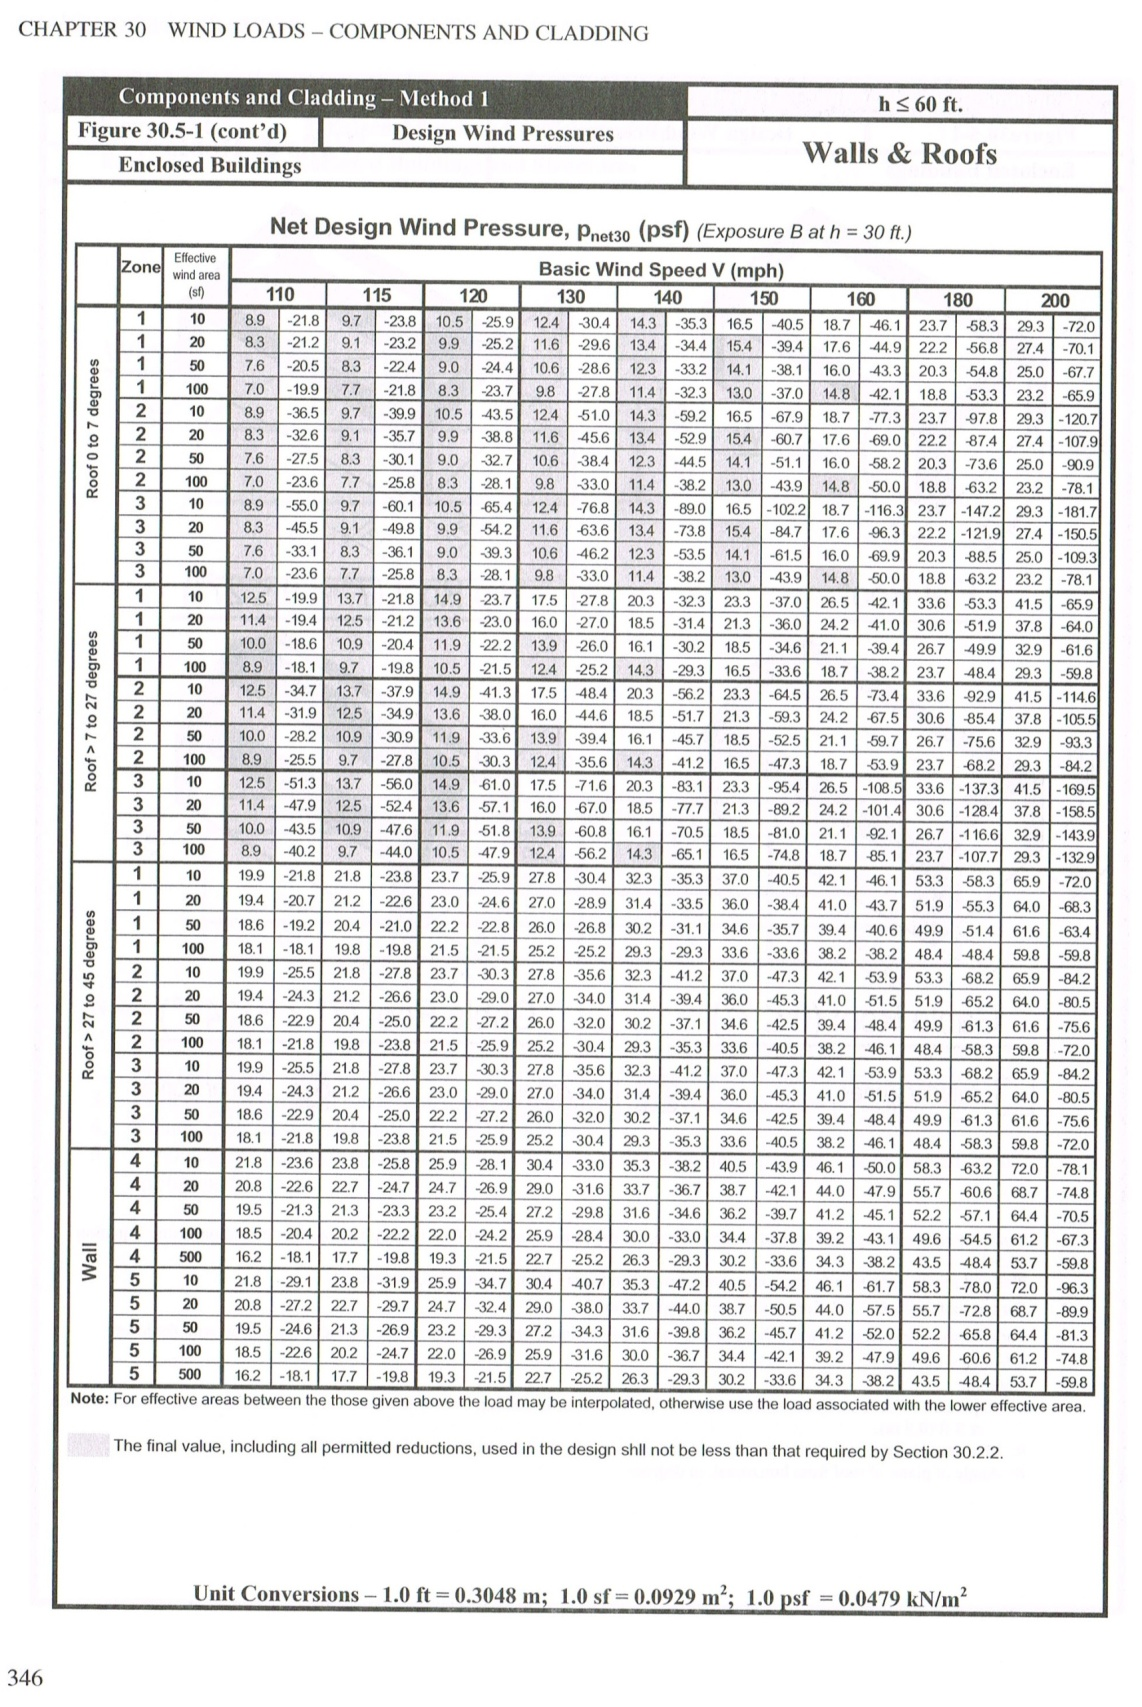 CHAPTER 30 WIND LOADS – COMPONENTS AND CLADDING
Components and Cladding – Method 1
h ≤ 60 ft.
Figure 30.5-1 (cont'd) Design Wind Pressures
Walls & Roofs
Enclosed Buildings
Net Design Wind Pressure, pnet30 (psf) (Exposure B at h = 30 ft.)
Zone Effective wind area (sf) Basic Wind Speed V (mph)
110 115 120 130 140 150 160 180 200
Roof 0 to 7 degrees
1 10 8.9 -21.8 9.7 -23.8 10.5 -25.9 12.4 -30.4 14.3 -35.3 16.5 -40.5 18.7 -46.1 23.7 -58.3 29.3 -72.0
1 20 8.3 -21.2 9.1 -23.2 9.9 -25.2 11.6 -29.6 13.4 -34.4 15.4 -39.4 17.6 -44.9 22.2 -56.8 27.4 -70.1
1 50 7.6 -20.5 8.3 -22.4 9.0 -24.4 10.6 -28.6 12.3 -33.2 14.1 -38.1 16.0 -43.3 20.3 -54.8 25.0 -67.7
1 100 7.0 -19.9 7.7 -21.8 8.3 -23.7 9.8 -27.8 11.4 -32.3 13.0 -37.0 14.8 -42.1 18.8 -53.3 23.2 -65.9
2 10 8.9 -36.5 9.7 -39.9 10.5 -43.5 12.4 -51.0 14.3 -59.2 16.5 -67.9 18.7 -77.3 23.7 -97.8 29.3 -120.7
2 20 8.3 -32.6 9.1 -35.7 9.9 -38.8 11.6 -45.6 13.4 -52.9 15.4 -60.7 17.6 -69.0 22.2 -87.4 27.4 -107.9
2 50 7.6 -27.5 8.3 -30.1 9.0 -32.7 10.6 -38.4 12.3 -44.5 14.1 -51.1 16.0 -58.2 20.3 -73.6 25.0 -90.9
2 100 7.0 -23.6 7.7 -25.8 8.3 -28.1 9.8 -33.0 11.4 -38.2 13.0 -43.9 14.8 -50.0 18.8 -63.2 23.2 -78.1
3 10 8.9 -55.0 9.7 -60.1 10.5 -65.4 12.4 -76.8 14.3 -89.0 16.5 -102.2 18.7 -116.3 23.7 -147.2 29.3 -181.7
3 20 8.3 -45.5 9.1 -49.8 9.9 -54.2 11.6 -63.6 13.4 -73.8 15.4 -84.7 17.6 -96.3 22.2 -121.9 27.4 -150.5
3 50 7.6 -33.1 8.3 -36.1 9.0 -39.3 10.6 -46.2 12.3 -53.5 14.1 -61.5 16.0 -69.9 20.3 -88.5 25.0 -109.3
3 100 7.0 -23.6 7.7 -25.8 8.3 -28.1 9.8 -33.0 11.4 -38.2 13.0 -43.9 14.8 -50.0 18.8 -63.2 23.2 -78.1
Roof > 7 to 27 degrees
1 10 12.5 -19.9 13.7 -21.8 14.9 -23.7 17.5 -27.8 20.3 -32.3 23.3 -37.0 26.5 -42.1 33.6 -53.3 41.5 -65.9
1 20 11.4 -19.4 12.5 -21.2 13.6 -23.0 16.0 -27.0 18.5 -31.4 21.3 -36.0 24.2 -41.0 30.6 -51.9 37.8 -64.0
1 50 10.0 -18.6 10.9 -20.4 11.9 -22.2 13.9 -26.0 16.1 -30.2 18.5 -34.6 21.1 -39.4 26.7 -49.9 32.9 -61.6
1 100 8.9 -18.1 9.7 -19.8 10.5 -21.5 12.4 -25.2 14.3 -29.3 16.5 -33.6 18.7 -38.2 23.7 -48.4 29.3 -59.8
2 10 12.5 -34.7 13.7 -37.9 14.9 -41.3 17.5 -48.4 20.3 -56.2 23.3 -64.5 26.5 -73.4 33.6 -92.9 41.5 -114.6
2 20 11.4 -31.9 12.5 -34.9 13.6 -38.0 16.0 -44.6 18.5 -51.7 21.3 -59.3 24.2 -67.5 30.6 -85.4 37.8 -105.5
2 50 10.0 -28.2 10.9 -30.9 11.9 -33.6 13.9 -39.4 16.1 -45.7 18.5 -52.5 21.1 -59.7 26.7 -75.6 32.9 -93.3
2 100 8.9 -25.5 9.7 -27.8 10.5 -30.3 12.4 -35.6 14.3 -41.2 16.5 -47.3 18.7 -53.9 23.7 -68.2 29.3 -84.2
3 10 12.5 -51.3 13.7 -56.0 14.9 -61.0 17.5 -71.6 20.3 -83.1 23.3 -95.4 26.5 -108.5 33.6 -137.3 41.5 -169.5
3 20 11.4 -47.9 12.5 -52.4 13.6 -57.1 16.0 -67.0 18.5 -77.7 21.3 -89.2 24.2 -101.4 30.6 -128.4 37.8 -158.5
3 50 10.0 -43.5 10.9 -47.6 11.9 -51.8 13.9 -60.8 16.1 -70.5 18.5 -81.0 21.1 -92.1 26.7 -116.6 32.9 -143.9
3 100 8.9 -40.2 9.7 -44.0 10.5 -47.9 12.4 -56.2 14.3 -65.1 16.5 -74.8 18.7 -85.1 23.7 -107.7 29.3 -132.9
Roof > 27 to 45 degrees
1 10 19.9 -21.8 21.8 -23.8 23.7 -25.9 27.8 -30.4 32.3 -35.3 37.0 -40.5 42.1 -46.1 53.3 -58.3 65.9 -72.0
1 20 19.4 -20.7 21.2 -22.6 23.0 -24.6 27.0 -28.9 31.4 -33.5 36.0 -38.4 41.0 -43.7 51.9 -55.3 64.0 -68.3
1 50 18.6 -19.2 20.4 -21.0 22.2 -22.8 26.0 -26.8 30.2 -31.1 34.6 -35.7 39.4 -40.6 49.9 -51.4 61.6 -63.4
1 100 18.1 -18.1 19.8 -19.8 21.5 -21.5 25.2 -25.2 29.3 -29.3 33.6 -33.6 38.2 -38.2 48.4 -48.4 59.8 -59.8
2 10 19.9 -25.5 21.8 -27.8 23.7 -30.3 27.8 -35.6 32.3 -41.2 37.0 -47.3 42.1 -53.9 53.3 -68.2 65.9 -84.2
2 20 19.4 -24.3 21.2 -26.6 23.0 -29.0 27.0 -34.0 31.4 -39.4 36.0 -45.3 41.0 -51.5 51.9 -65.2 64.0 -80.5
2 50 18.6 -22.9 20.4 -25.0 22.2 -27.2 26.0 -32.0 30.2 -37.1 34.6 -42.5 39.4 -48.4 49.9 -61.3 61.6 -75.6
2 100 18.1 -21.8 19.8 -23.8 21.5 -25.9 25.2 -30.4 29.3 -35.3 33.6 -40.5 38.2 -46.1 48.4 -58.3 59.8 -72.0
3 10 19.9 -25.5 21.8 -27.8 23.7 -30.3 27.8 -35.6 32.3 -41.2 37.0 -47.3 42.1 -53.9 53.3 -68.2 65.9 -84.2
3 20 19.4 -24.3 21.2 -26.6 23.0 -29.0 27.0 -34.0 31.4 -39.4 36.0 -45.3 41.0 -51.5 51.9 -65.2 64.0 -80.5
3 50 18.6 -22.9 20.4 -25.0 22.2 -27.2 26.0 -32.0 30.2 -37.1 34.6 -42.5 39.4 -48.4 49.9 -61.3 61.6 -75.6
3 100 18.1 -21.8 19.8 -23.8 21.5 -25.9 25.2 -30.4 29.3 -35.3 33.6 -40.5 38.2 -46.1 48.4 -58.3 59.8 -72.0
Wall
4 10 21.8 -23.6 23.8 -25.8 25.9 -28.1 30.4 -33.0 35.3 -38.2 40.5 -43.9 46.1 -50.0 58.3 -63.2 72.0 -78.1
4 20 20.8 -22.6 22.7 -24.7 24.7 -26.9 29.0 -31.6 33.7 -36.7 38.7 -42.1 44.0 -47.9 55.7 -60.6 68.7 -74.8
4 50 19.5 -21.3 21.3 -23.3 23.2 -25.4 27.2 -29.8 31.6 -34.6 36.2 -39.7 41.2 -45.1 52.2 -57.1 64.4 -70.5
4 100 18.5 -20.4 20.2 -22.2 22.0 -24.2 25.9 -28.4 30.0 -33.0 34.4 -37.8 39.2 -43.1 49.6 -54.5 61.2 -67.3
4 500 16.2 -18.1 17.7 -19.8 19.3 -21.5 22.7 -25.2 26.3 -29.3 30.2 -33.6 34.3 -38.2 43.5 -48.4 53.7 -59.8
5 10 21.8 -29.1 23.8 -31.9 25.9 -34.7 30.4 -40.7 35.3 -47.2 40.5 -54.2 46.1 -61.7 58.3 -78.0 72.0 -96.3
5 20 20.8 -27.2 22.7 -29.7 24.7 -32.4 29.0 -38.0 33.7 -44.0 38.7 -50.5 44.0 -57.5 55.7 -72.8 68.7 -89.9
5 50 19.5 -24.6 21.3 -26.9 23.2 -29.3 27.2 -34.3 31.6 -39.8 36.2 -45.7 41.2 -52.0 52.2 -65.8 64.4 -81.3
5 100 18.5 -22.6 20.2 -24.7 22.0 -26.9 25.9 -31.6 30.0 -36.7 34.4 -42.1 39.2 -47.9 49.6 -60.6 61.2 -74.8
5 500 16.2 -18.1 17.7 -19.8 19.3 -21.5 22.7 -25.2 26.3 -29.3 30.2 -33.6 34.3 -38.2 43.5 -48.4 53.7 -59.8
Note: For effective areas between the those given above the load may be interpolated, otherwise use the load associated with the lower effective area.
The final value, including all permitted reductions, used in the design shll not be less than that required by Section 30.2.2.
Unit Conversions – 1.0 ft = 0.3048 m; 1.0 sf = 0.0929 m²; 1.0 psf = 0.0479 kN/m²
346